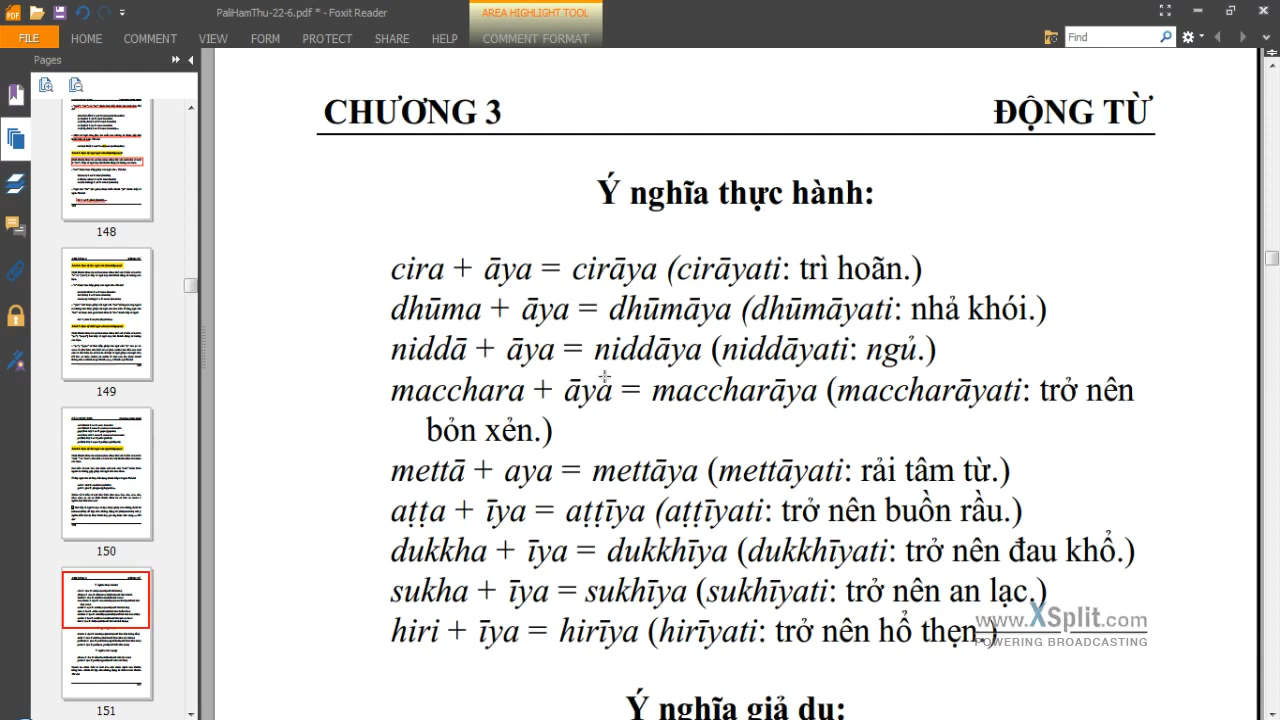 PaliHamThu-22-6.pdf * - Foxit Reader
AREA HIGHLIGHT TOOL
FILE HOME COMMENT VIEW FORM PROTECT SHARE HELP COMMENT FORMAT
Find
Pages
CHƯƠNG 3 ĐỘNG TỪ
Ý nghĩa thực hành:
cira + āya = cirāya (cirāyati: trì hoãn.)
dhūma + āya = dhūmāya (dhūmāyati: nhả khói.)
niddā + āya = niddāya (niddāyati: ngủ.)
macchara + āya = maccharāya (maccharāyati: trở nên
bỏn xẻn.)
mettā + aya = mettāya (mettāyati: rải tâm từ.)
aṭṭa + īya = aṭṭīya (aṭṭīyati: trở nên buồn rầu.)
dukkha + īya = dukkhīya (dukkhīyati: trở nên đau khổ.)
sukha + īya = sukhīya (sukhīyati: trở nên an lạc.)
hiri + īya = hirīya (hirīyati: trở nên hổ thẹn.)
Ý nghĩa giả dụ:
148
149
150
151
www.XSplit.com
POWERING BROADCASTING